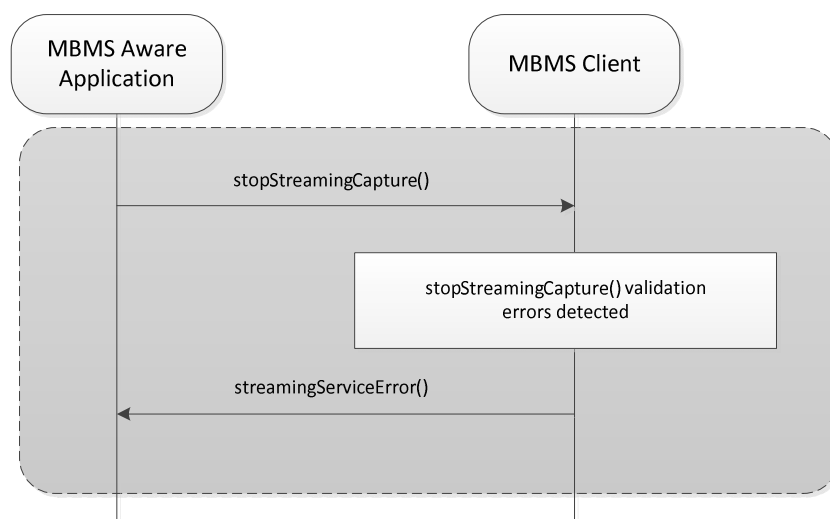 MBMS Aware
Application
MBMS Client
stopStreamingCapture()
stopStreamingCapture() validation
errors detected
streamingServiceError()